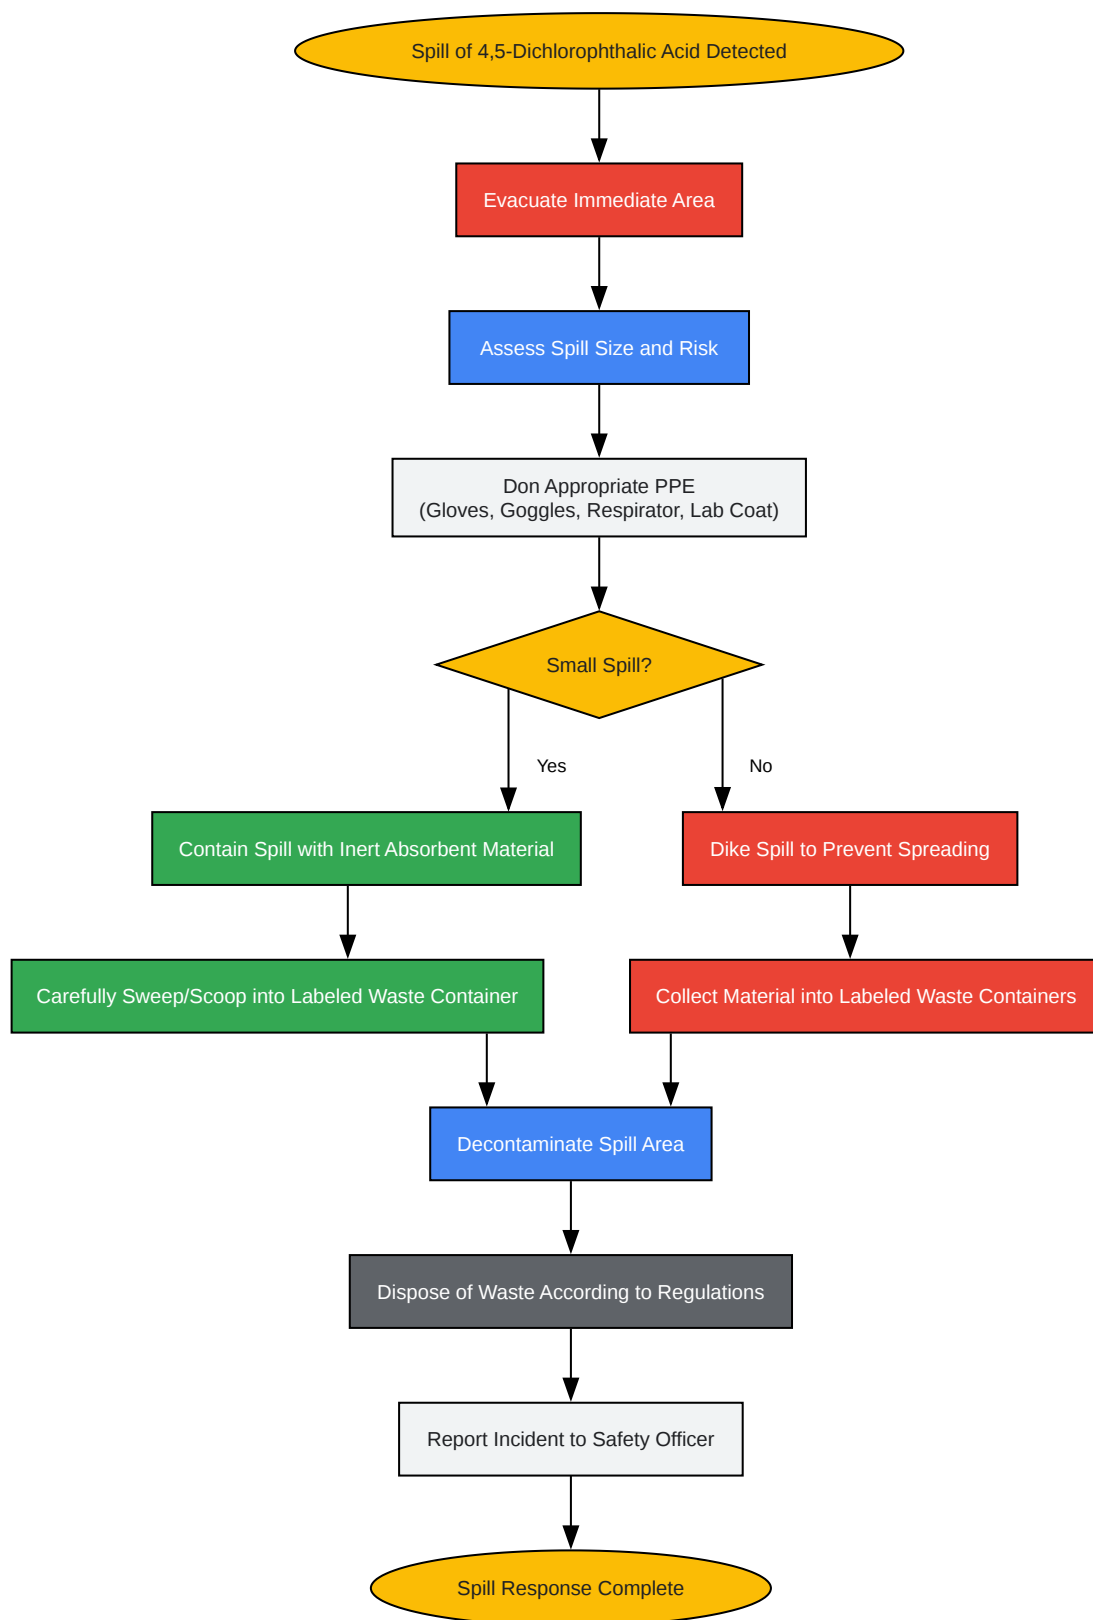 Spill of 4,5-Dichlorophthalic Acid Detected
Evacuate Immediate Area
Assess Spill Size and Risk
Don Appropriate PPE
(Gloves, Goggles, Respirator, Lab Coat)
Small Spill?
Yes
No
Contain Spill with Inert Absorbent Material
Dike Spill to Prevent Spreading
Carefully Sweep/Scoop into Labeled Waste Container
Collect Material into Labeled Waste Containers
Decontaminate Spill Area
Dispose of Waste According to Regulations
Report Incident to Safety Officer
Spill Response Complete